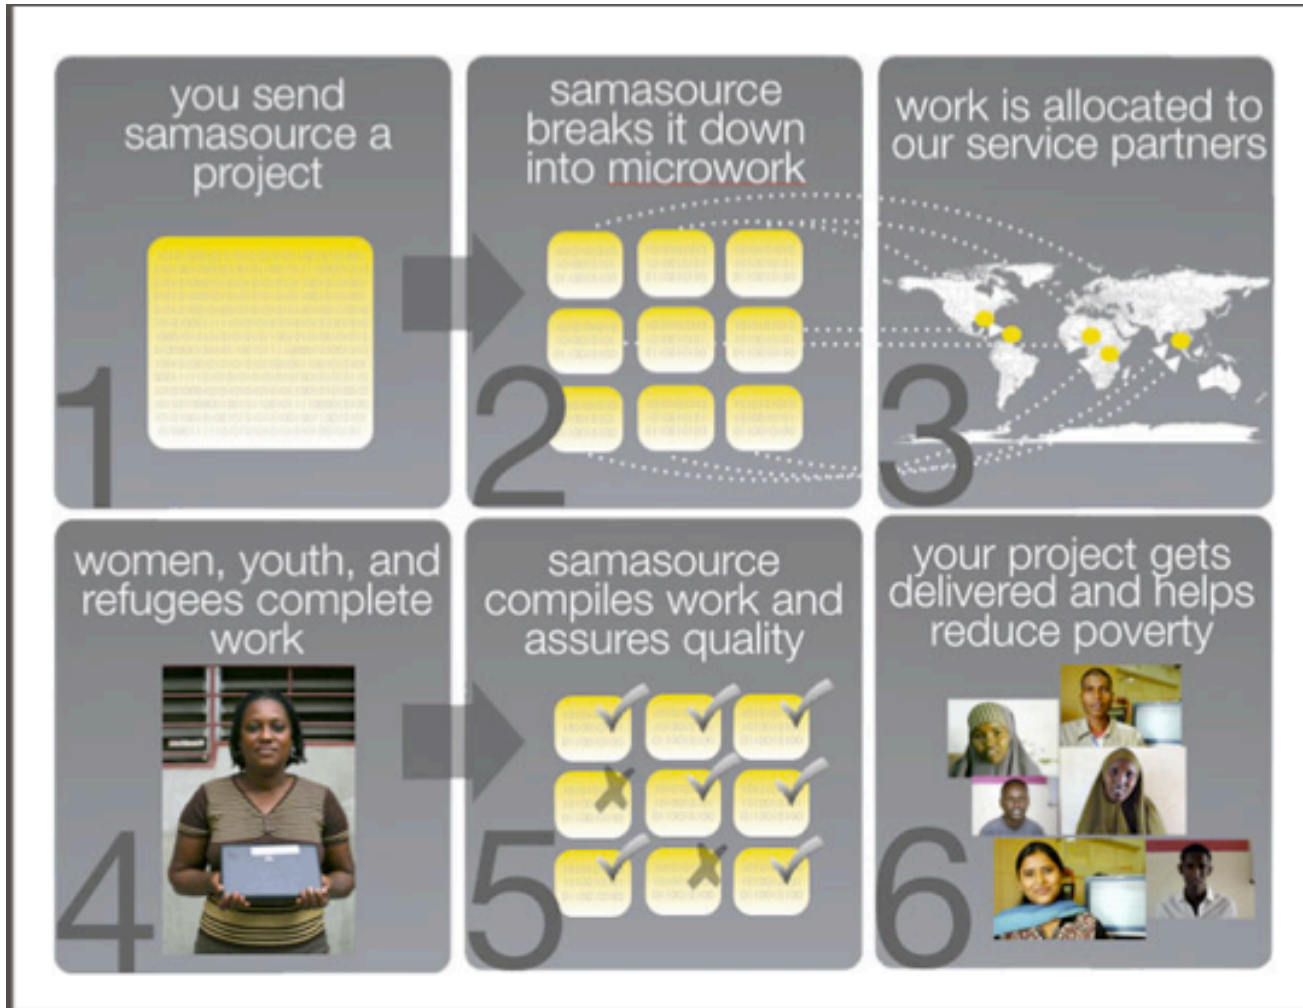 you send
samasource a
project
1
samasource
breaks it down
into microwork
2
work is allocated to
our service partners
3
women, youth, and
refugees complete
work
4
samasource
compiles work and
assures quality
5
your project gets
delivered and helps
reduce poverty
6